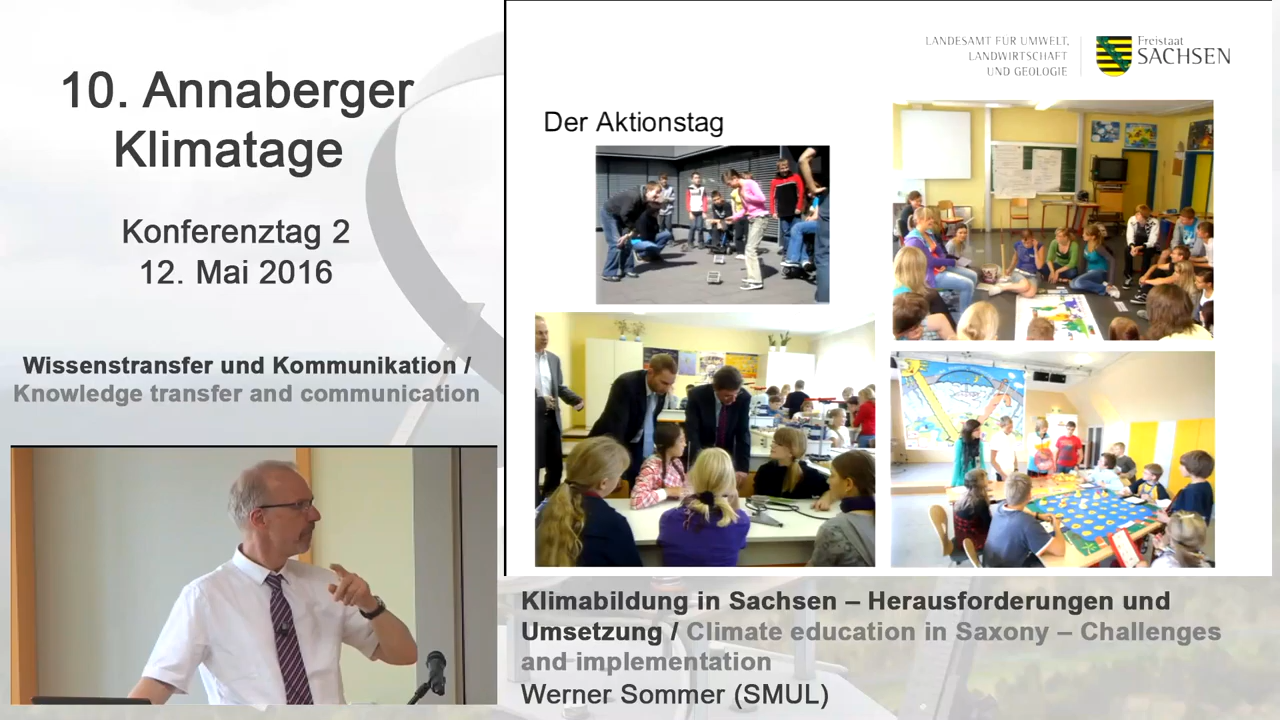 10. Annaberger
Klimatage
Konferenztag 2
12. Mai 2016
Wissenstransfer und Kommunikation /
Knowledge transfer and communication
LANDESAMT FÜR UMWELT,
LANDWIRTSCHAFT
UND GEOLOGIE
Freistaat
SACHSEN
Der Aktionstag
Klimabildung in Sachsen – Herausforderungen und
Umsetzung / Climate education in Saxony – Challenges
and implementation
Werner Sommer (SMUL)